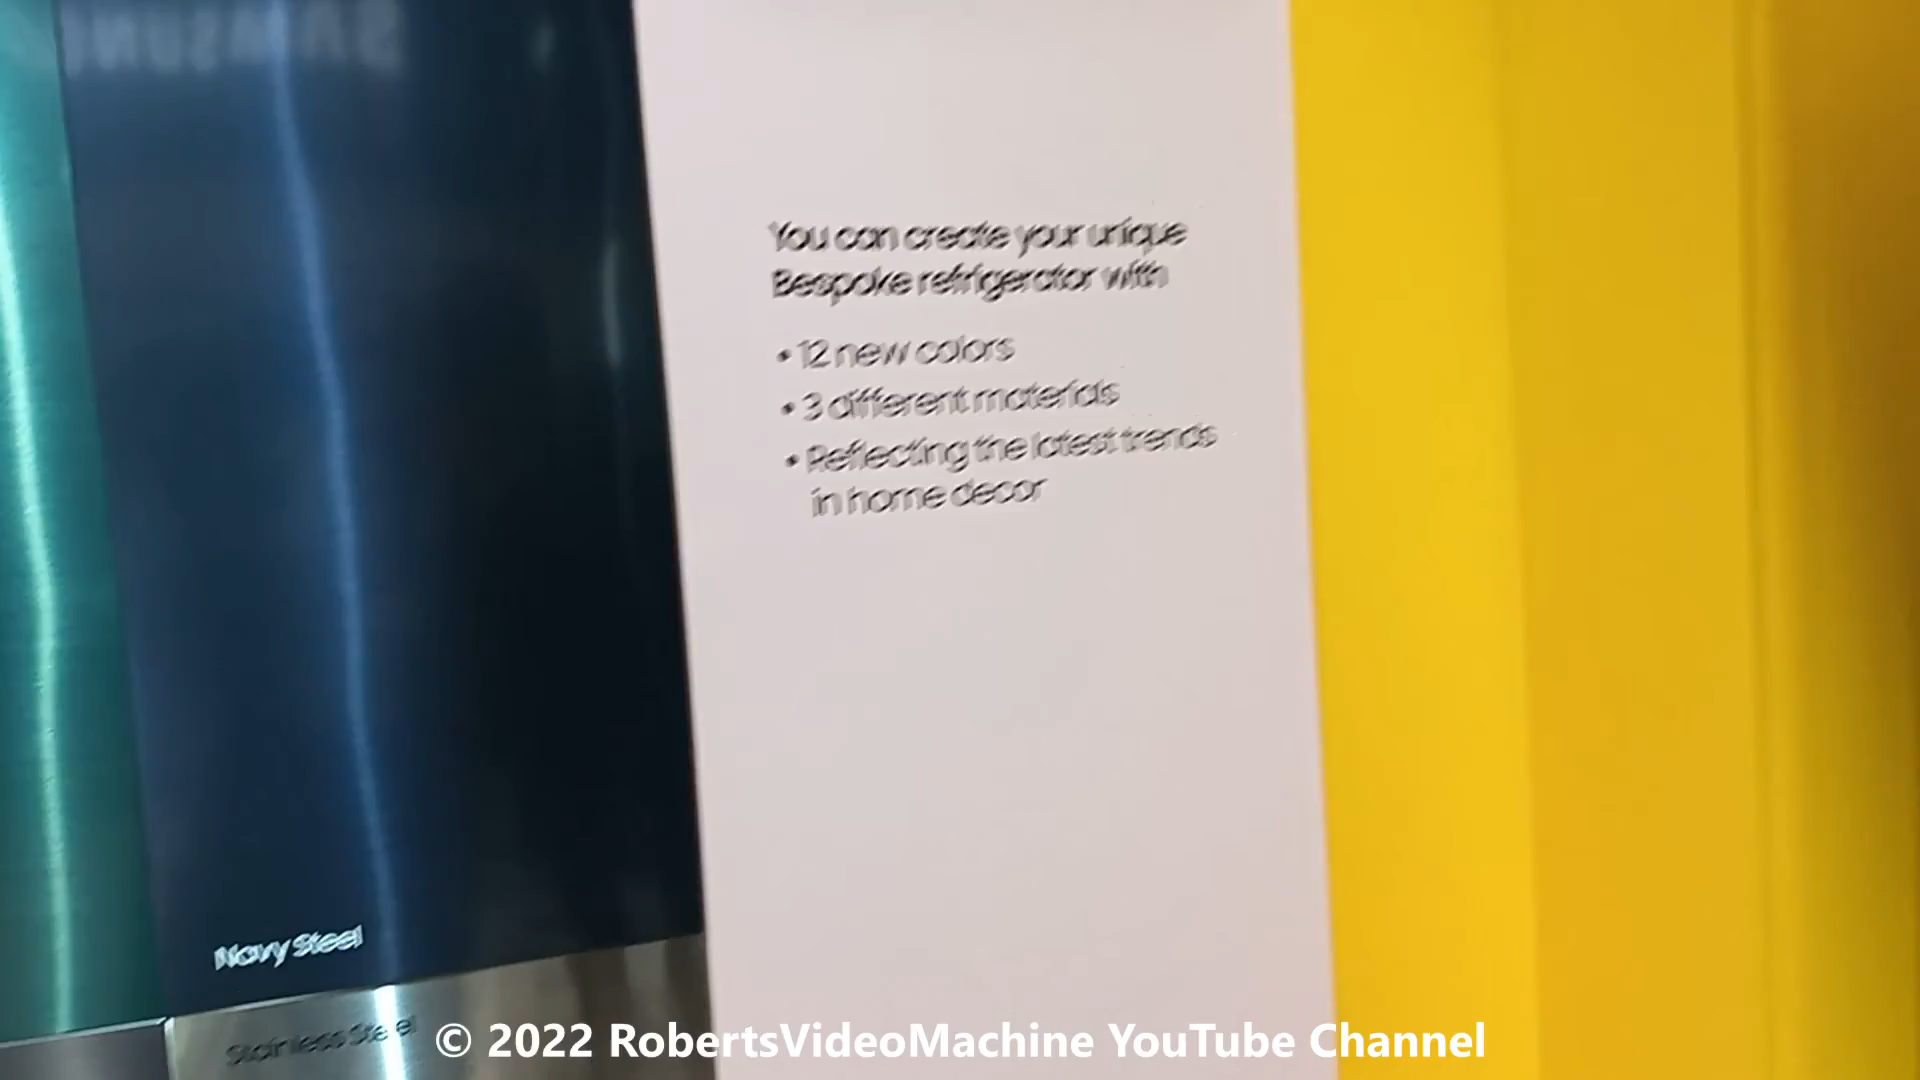 SAMSUNG
You can create your unique
Bespoke refrigerator with
• 12 new colors
• 3 different materials
• Reflecting the latest trends
in home decor
Navy Steel
Stainless Steel
© 2022 RobertsVideoMachine YouTube Channel